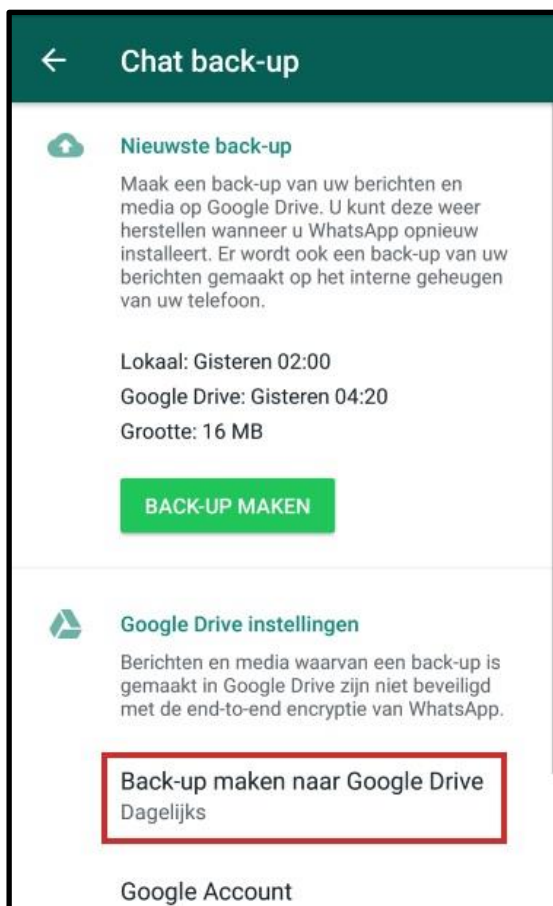 Chat back-up
Nieuwste back-up
Maak een back-up van uw berichten en
media op Google Drive. U kunt deze weer
herstellen wanneer u WhatsApp opnieuw
installeert. Er wordt ook een back-up van uw
berichten gemaakt op het interne geheugen
van uw telefoon.
Lokaal: Gisteren 02:00
Google Drive: Gisteren 04:20
Grootte: 16 MB
BACK-UP MAKEN
Google Drive instellingen
Berichten en media waarvan een back-up is
gemaakt in Google Drive zijn niet beveiligd
met de end-to-end encryptie van WhatsApp.
Back-up maken naar Google Drive
Dagelijks
Google Account